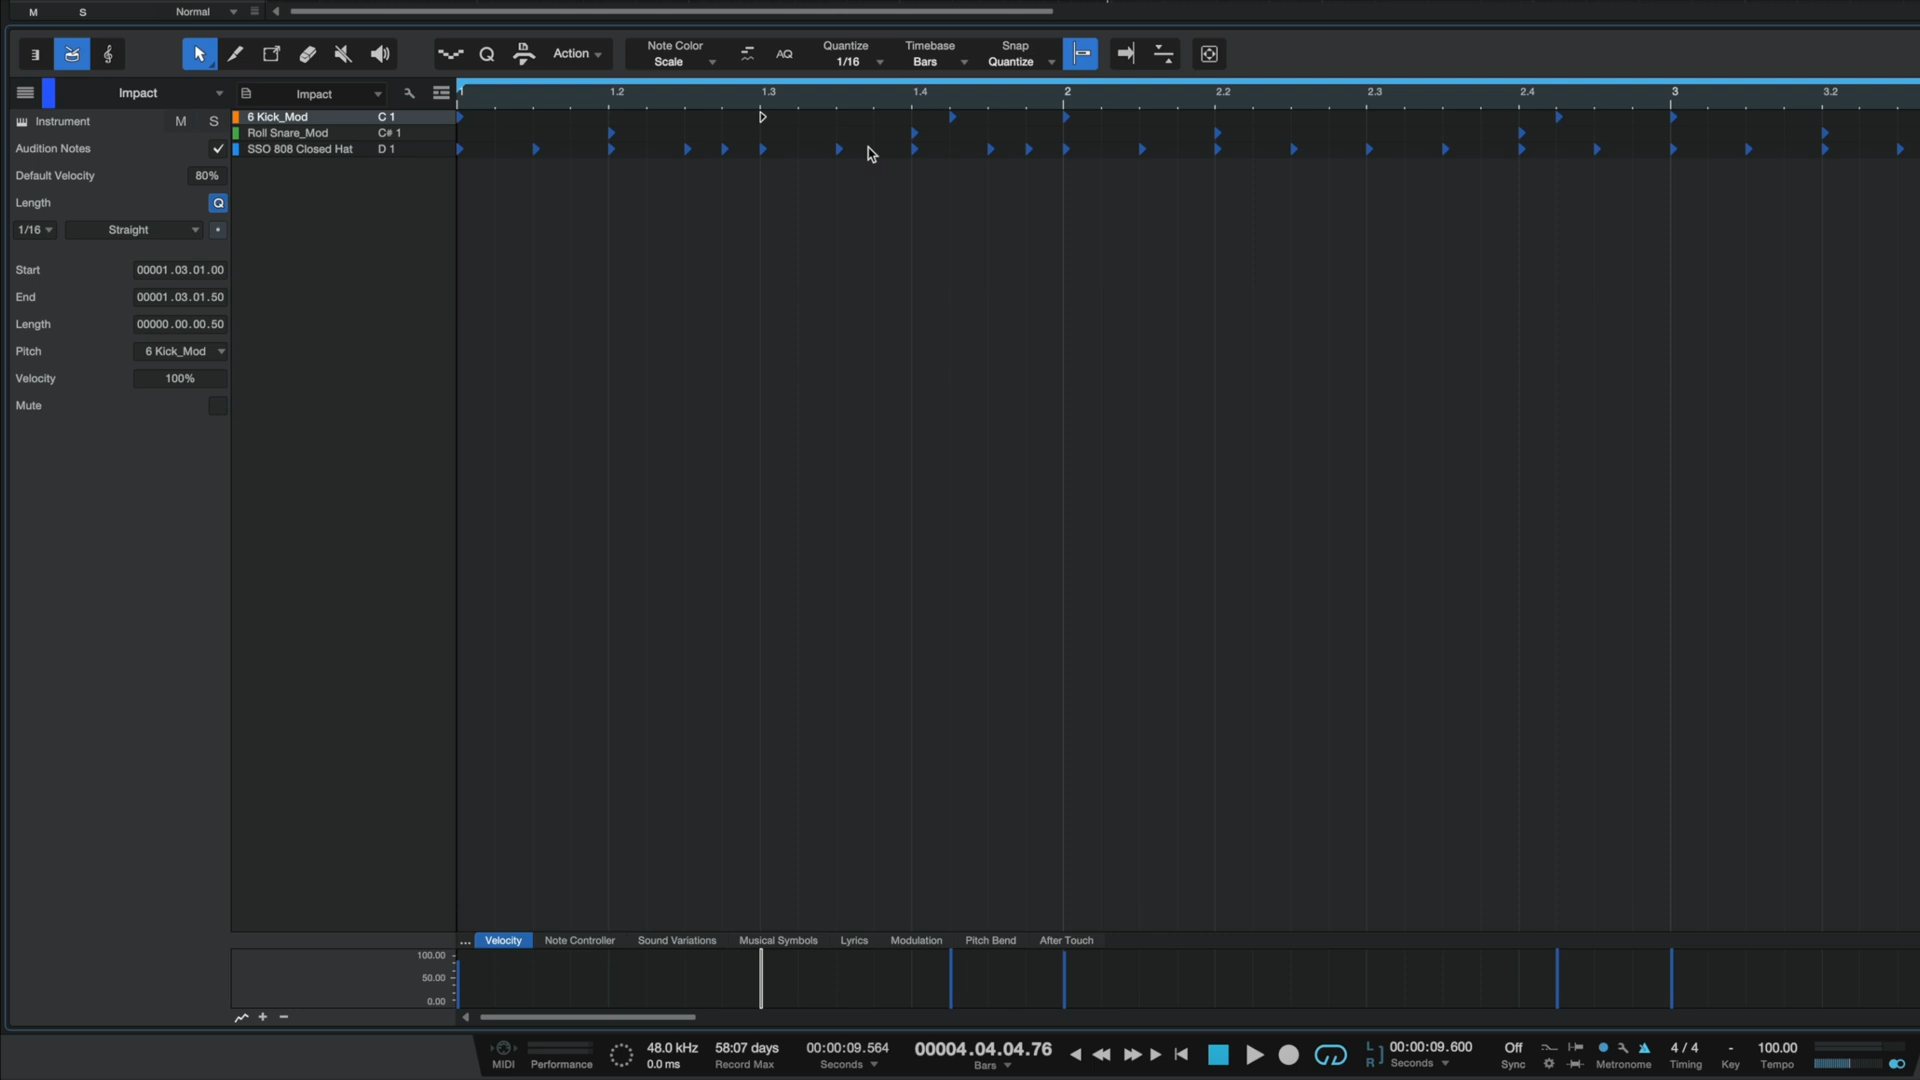 M S Normal
Action Note Color Scale AQ Quantize 1/16 Timebase Bars Snap Quantize
Impact Impact 1 1.2 1.3 1.4 2 2.2 2.3 2.4 3 3.2
Instrument M S
6 Kick_Mod C 1
Roll Snare_Mod C# 1
SSO 808 Closed Hat D 1
Audition Notes
Default Velocity 80%
Length Q
1/16 Straight
Start 00001.03.01.00
End 00001.03.01.50
Length 00000.00.00.50
Pitch 6 Kick_Mod
Velocity 100%
Mute
... Velocity Note Controller Sound Variations Musical Symbols Lyrics Modulation Pitch Bend After Touch
100.00
50.00
0.00
MIDI Performance 48.0 kHz 0.0 ms 58:07 days Record Max 00:00:09.564 Seconds 00004.04.04.76 Bars L R 00:00:09.600 Seconds Off Sync Metronome 4 / 4 Timing - Key 100.00 Tempo